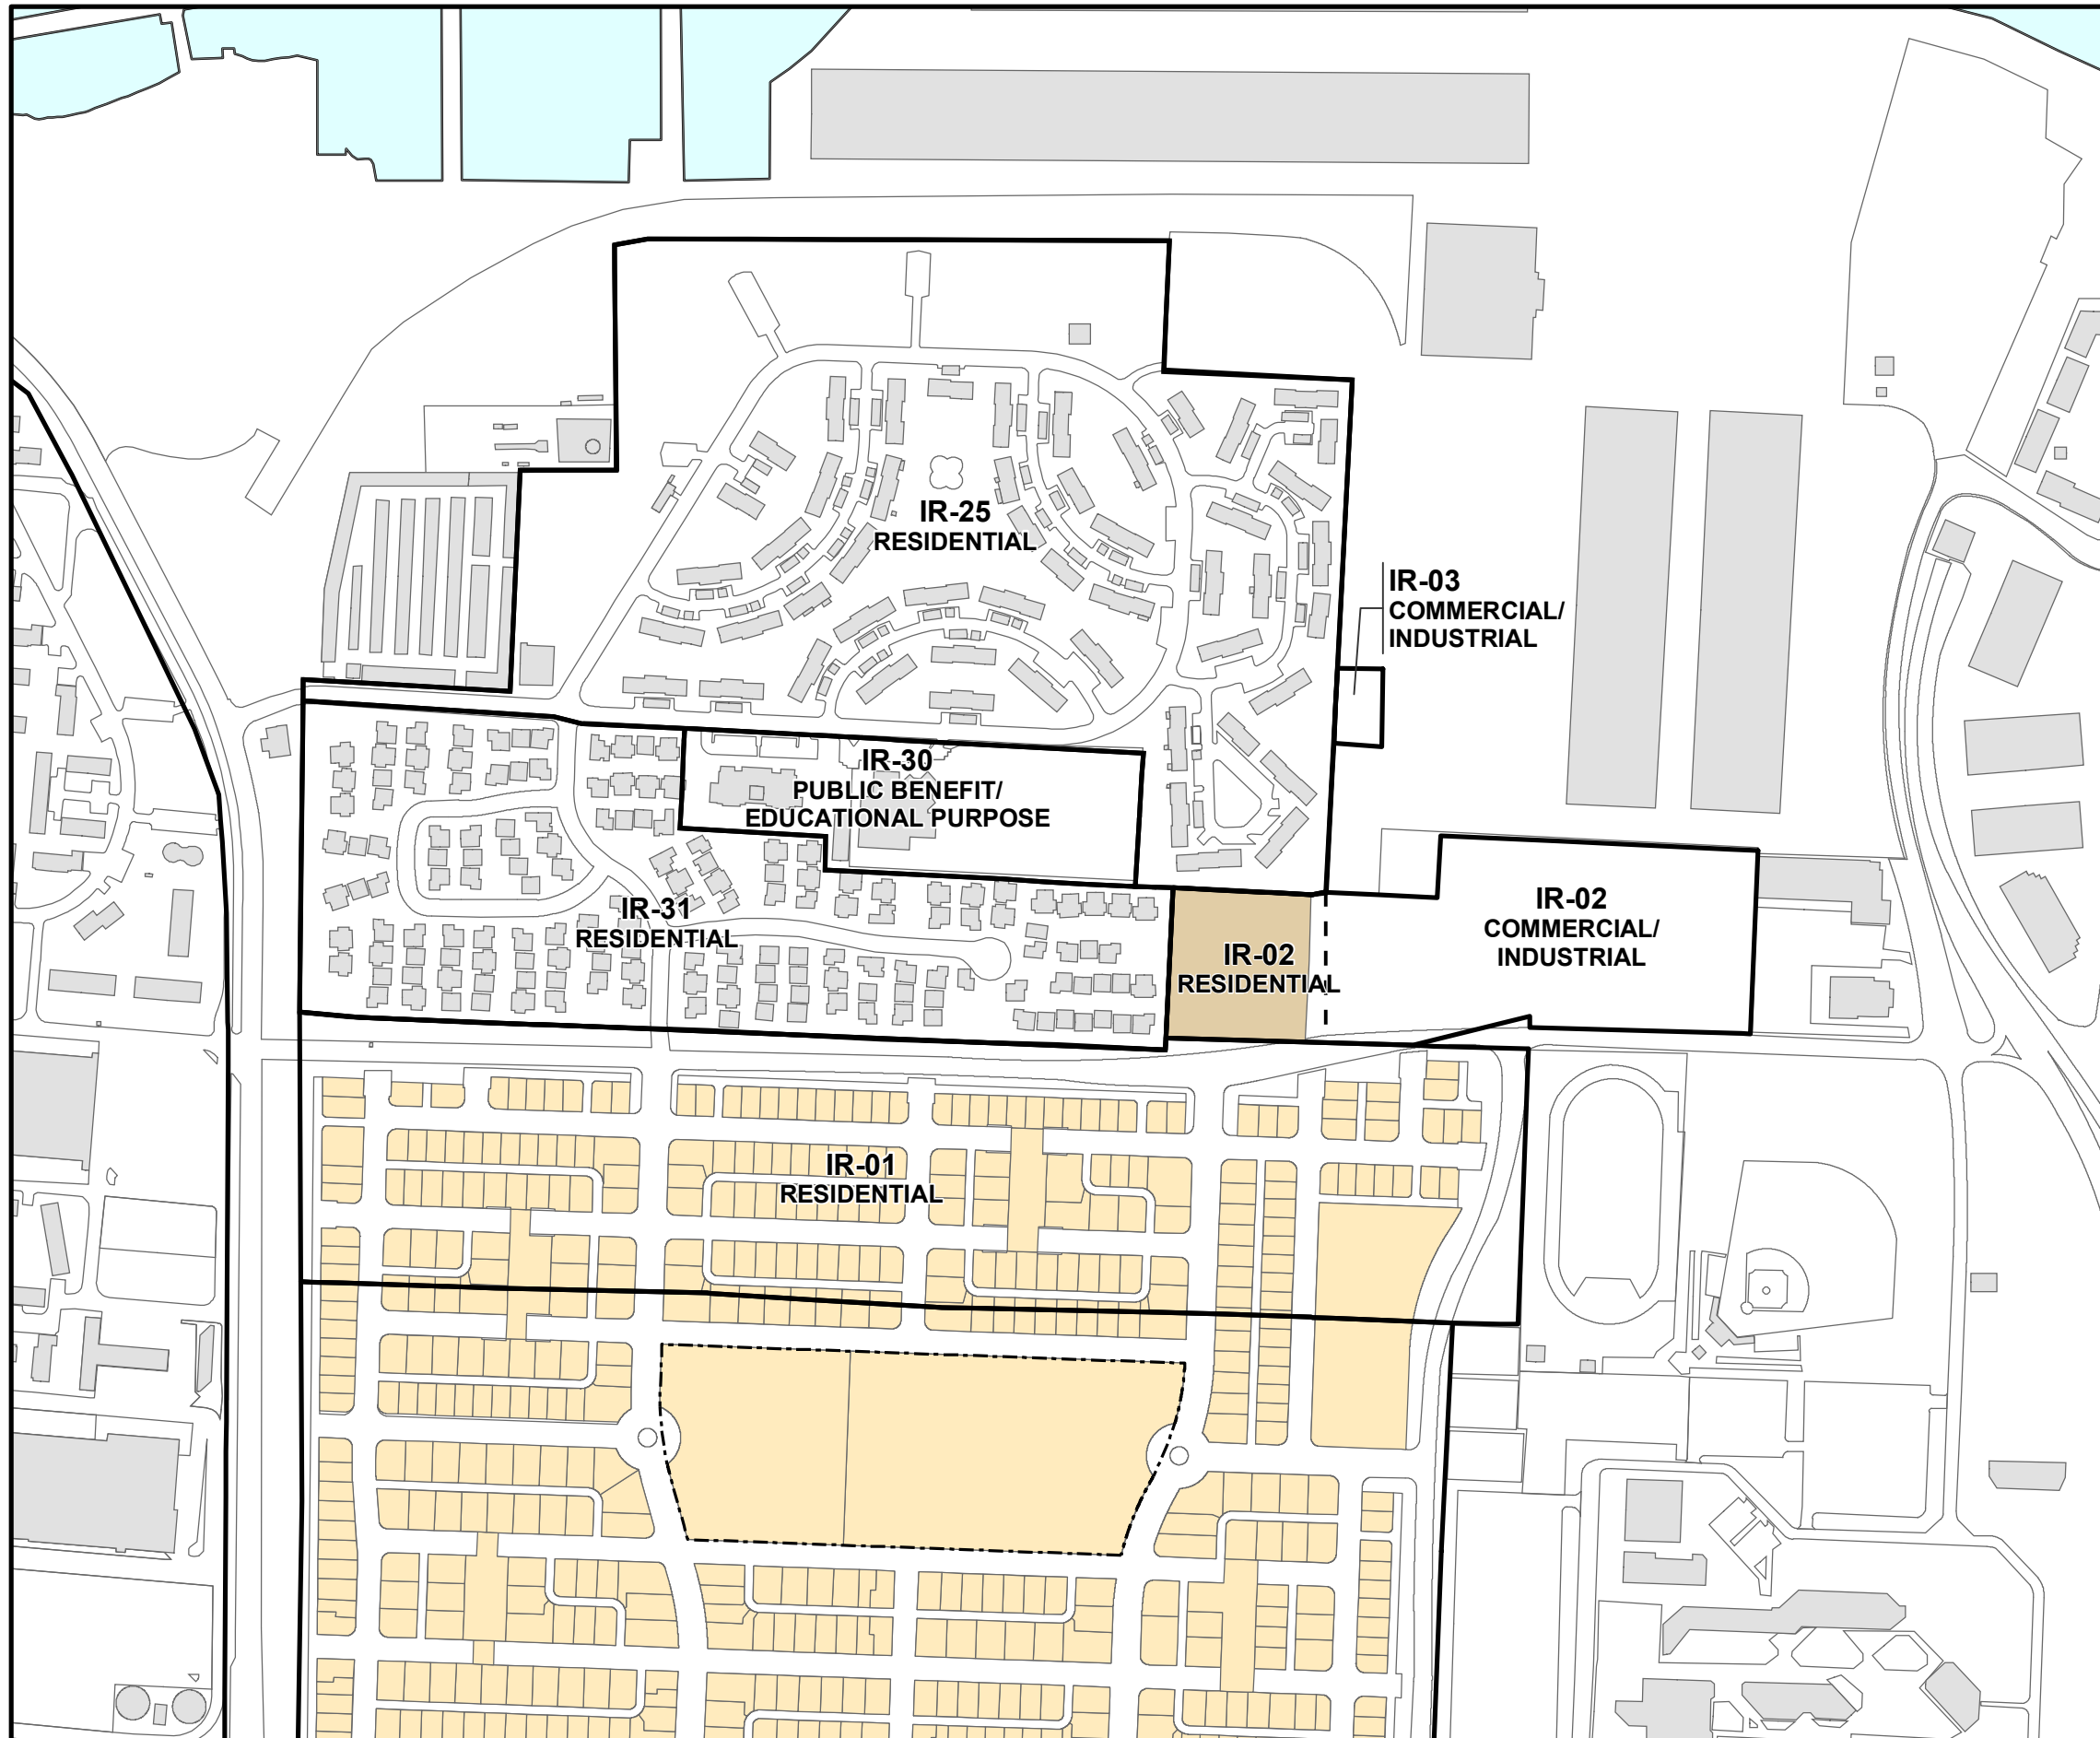 IR-25
RESIDENTIAL
IR-03
COMMERCIAL/
INDUSTRIAL
IR-30
PUBLIC BENEFIT/
EDUCATIONAL PURPOSE
IR-31
RESIDENTIAL
IR-02
RESIDENTIAL
IR-02
COMMERCIAL/
INDUSTRIAL
IR-01
RESIDENTIAL